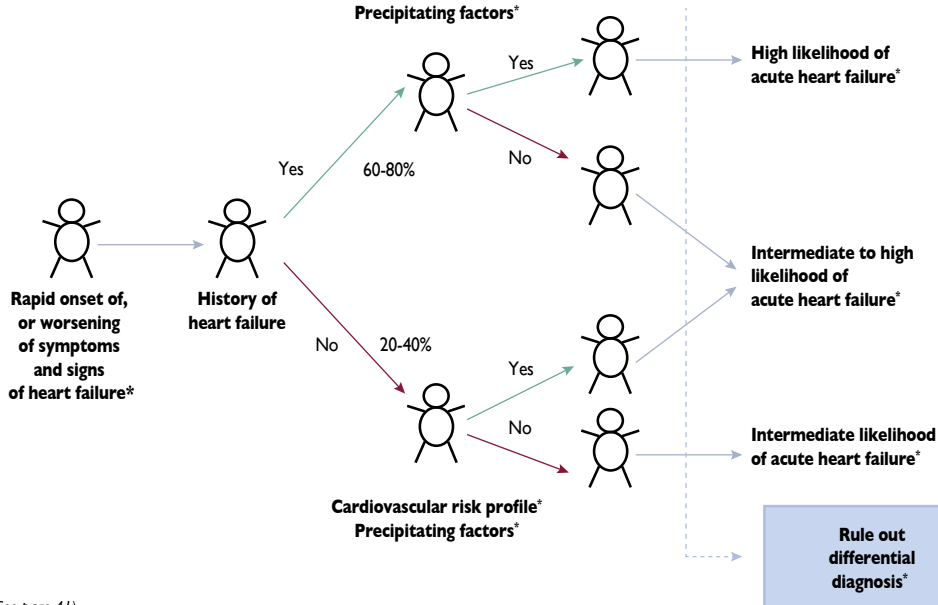 Precipitating factors*
Yes
High likelihood of
acute heart failure*
No
Yes
60-80%
Rapid onset of,
or worsening
of symptoms
and signs
of heart failure*
History of
heart failure
Intermediate to high
likelihood of
acute heart failure*
No
20-40%
Yes
No
Intermediate likelihood
of acute heart failure*
Cardiovascular risk profile*
Precipitating factors*
Rule out
differential
diagnosis*